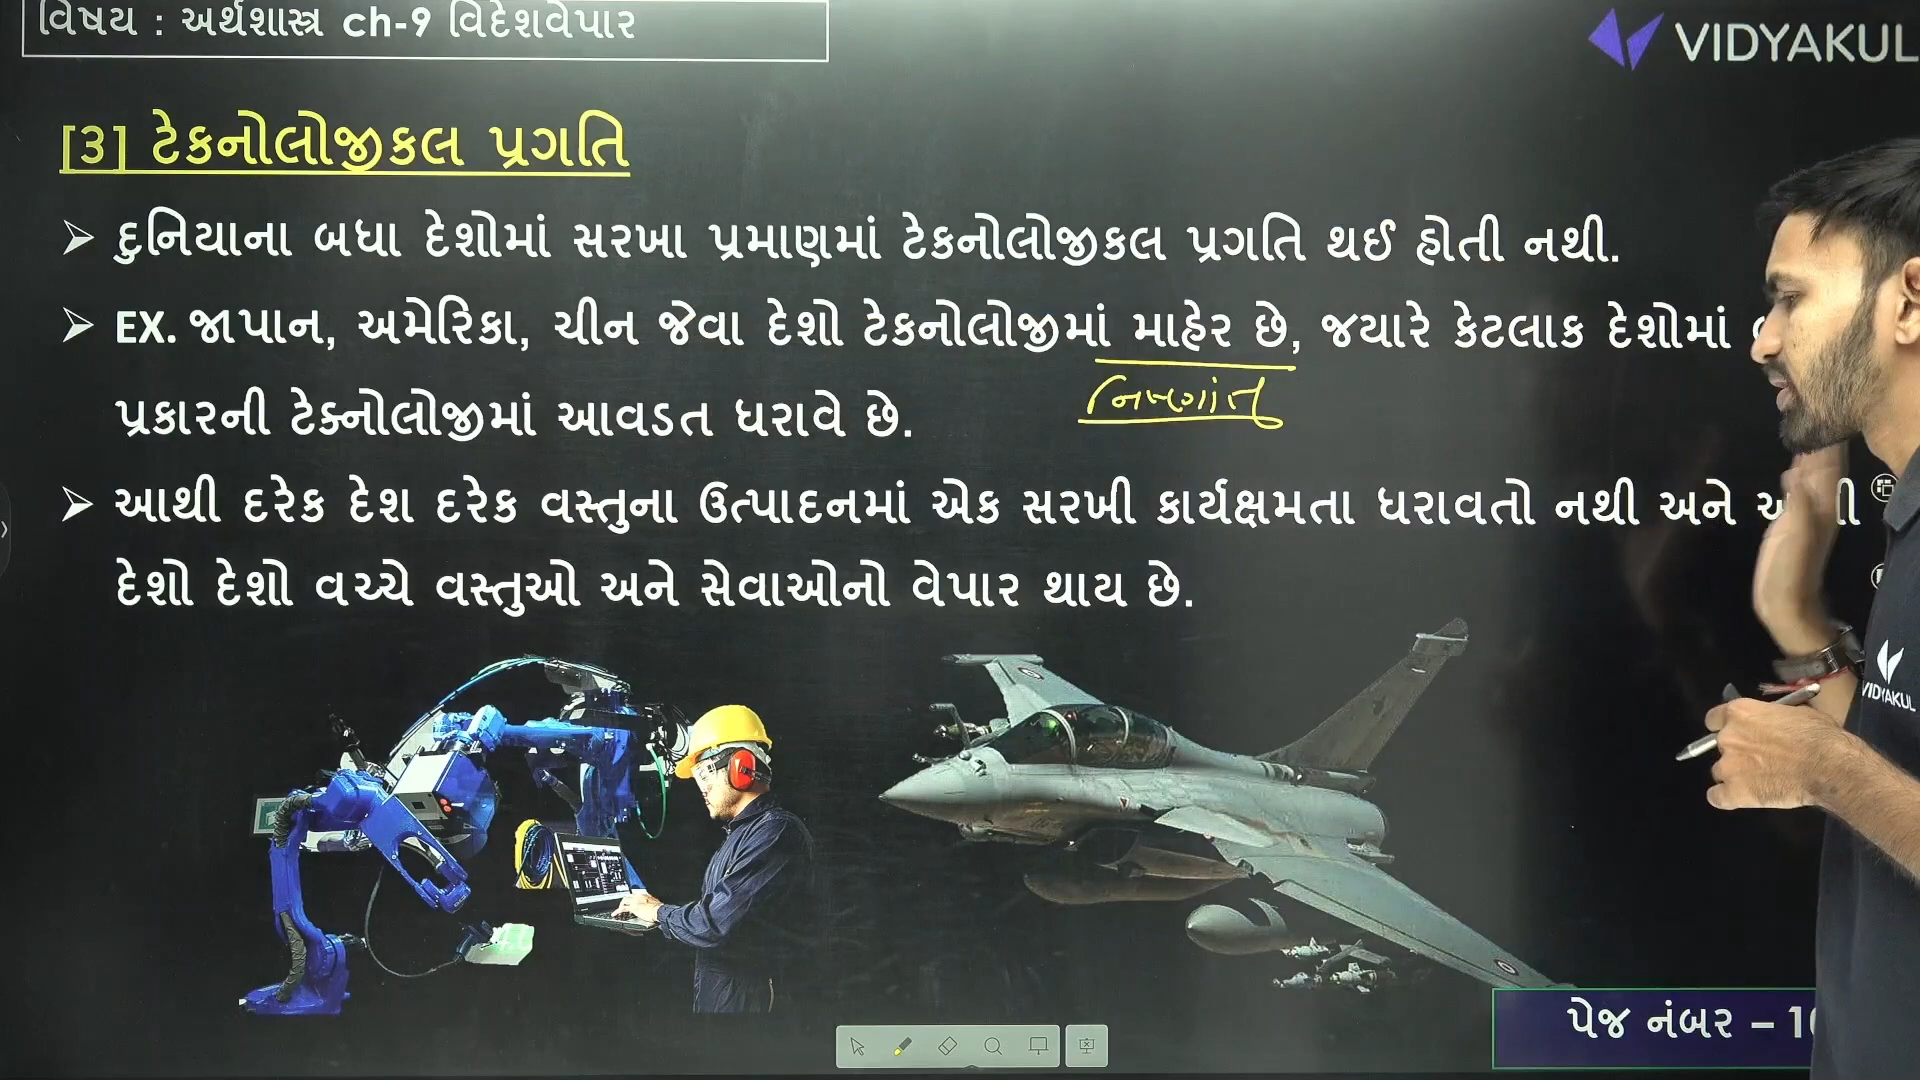 વિષય : અર્થશાસ્ત્ર ch-9 વિદેશવેપાર
VIDYAKUL
[૩] ટેકનોલોજીકલ પ્રગતિ
➢ દુનિયાના બધા દેશોમાં સરખા પ્રમાણમાં ટેકનોલોજીકલ પ્રગતિ થઈ હોતી નથી.
➢ EX. જાપાન, અમેરિકા, ચીન જેવા દેશો ટેકનોલોજીમાં માહેર છે, જયારે કેટલાક દેશોમાં
નિષ્ણાંત
પ્રકારની ટેક્નોલોજીમાં આવડત ધરાવે છે.
➢ આથી દરેક દેશ દરેક વસ્તુના ઉત્પાદનમાં એક સરખી કાર્યક્ષમતા ધરાવતો નથી અને
દેશો દેશો વચ્ચે વસ્તુઓ અને સેવાઓનો વેપાર થાય છે.
VIDYAKUL
પેજ નંબર –